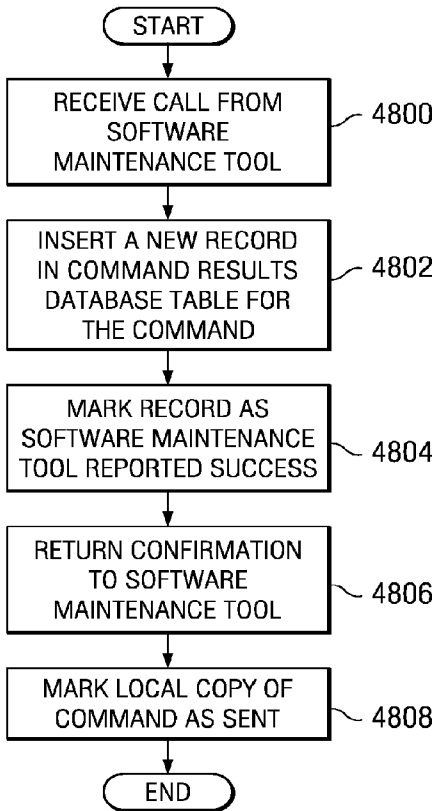 START
RECEIVE CALL FROM
SOFTWARE
MAINTENANCE TOOL
4800
INSERT A NEW RECORD
IN COMMAND RESULTS
DATABASE TABLE FOR
THE COMMAND
4802
MARK RECORD AS
SOFTWARE MAINTENANCE
TOOL REPORTED SUCCESS
4804
RETURN CONFIRMATION
TO SOFTWARE
MAINTENANCE TOOL
4806
MARK LOCAL COPY OF
COMMAND AS SENT
4808
END